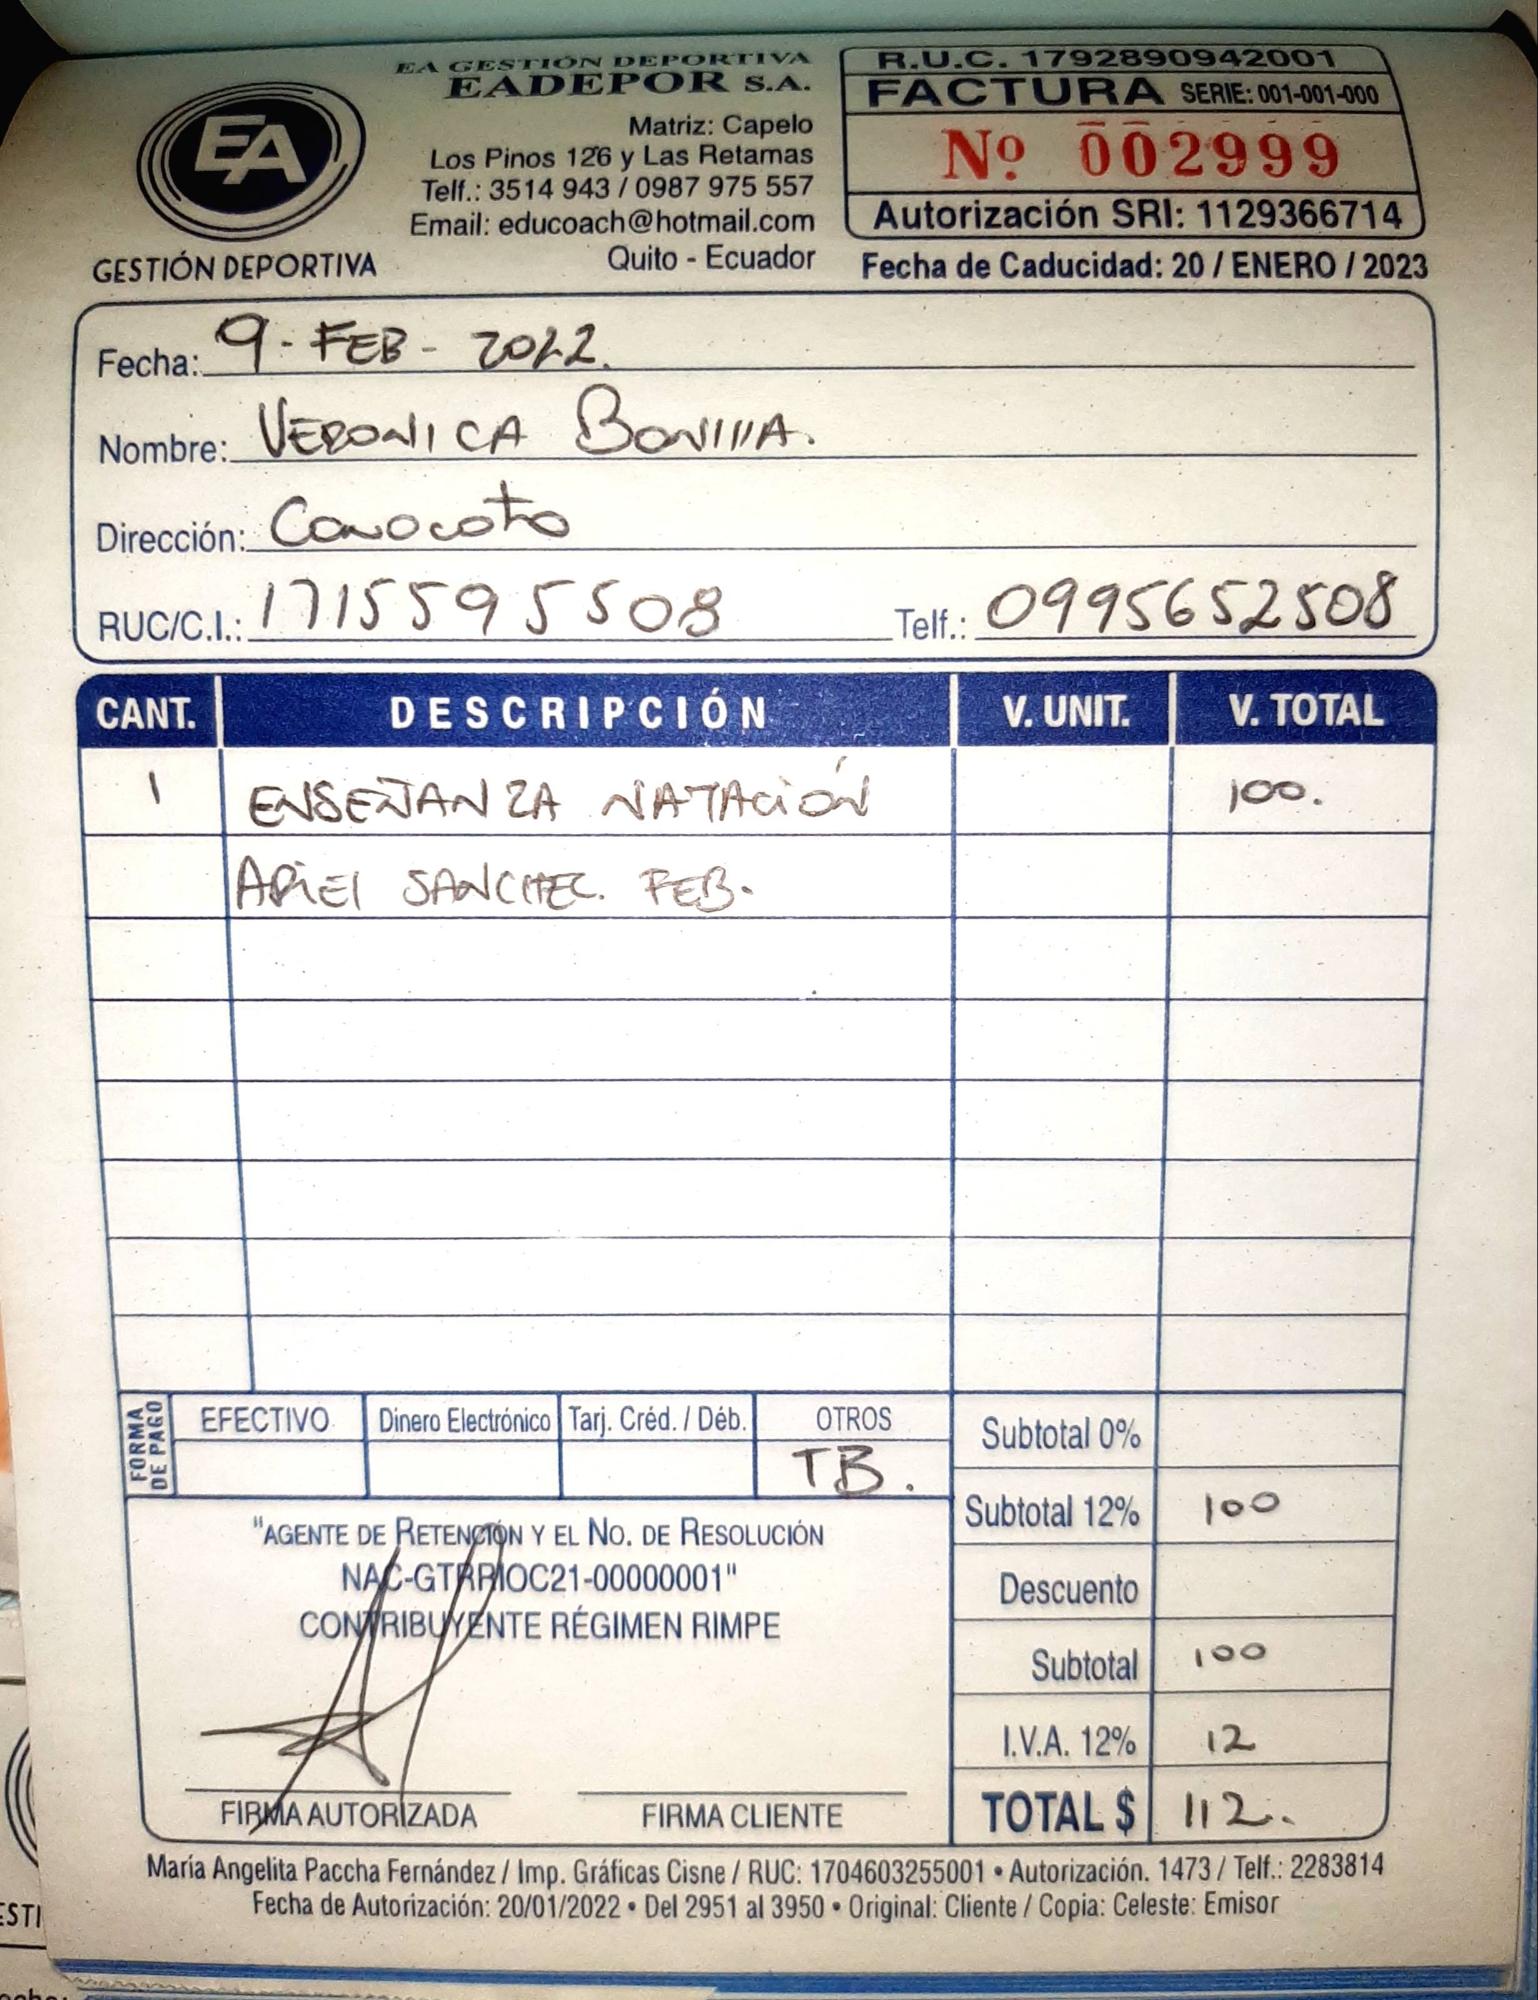 EA GESTIÓN DEPORTIVA
EADEPOR S.A.
EA
GESTIÓN DEPORTIVA
Matriz: Capelo
Los Pinos 126 y Las Retamas
Telf.: 3514 943 / 0987 975 557
Email: educoach@hotmail.com
Quito - Ecuador
R.U.C. 1792890942001
FACTURA SERIE: 001-001-000
Nº 002999
Autorización SRI: 1129366714
Fecha de Caducidad: 20 / ENERO / 2023
Fecha: 9-FEB-2022.
Nombre: VERONICA BONIllA.
Dirección: Conocoto
RUC/C.I.: 1715595508 Telf.: 0995652508
CANT. DESCRIPCIÓN V. UNIT. V. TOTAL
1 ENSEÑANZA NATACIÓN 100.
ARiEl SANCHEZ. FEB.
FORMA DE PAGO
EFECTIVO Dinero Electrónico Tarj. Créd. / Déb. OTROS
TB.
Subtotal 0%
Subtotal 12% 100
Descuento
Subtotal 100
I.V.A. 12% 12
TOTAL $ 112.
"AGENTE DE RETENCIÓN Y EL NO. DE RESOLUCIÓN
NAC-GTRRIOC21-00000001"
CONTRIBUYENTE RÉGIMEN RIMPE
FIRMA AUTORIZADA FIRMA CLIENTE
María Angelita Paccha Fernández / Imp. Gráficas Cisne / RUC: 1704603255001 • Autorización. 1473 / Telf.: 2283814
Fecha de Autorización: 20/01/2022 • Del 2951 al 3950 • Original: Cliente / Copia: Celeste: Emisor